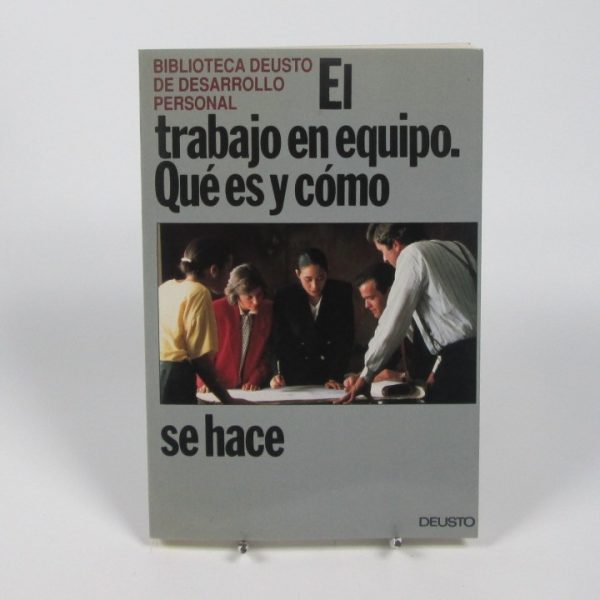 BIBLIOTECA DEUSTO
DE DESARROLLO
PERSONAL
El
trabajo en equipo.
Qué es y cómo
se hace
DEUSTO